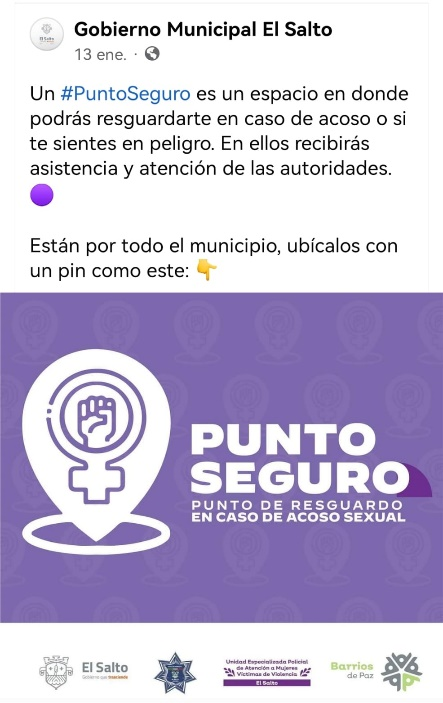 Gobierno Municipal El Salto
13 ene. ·
Un #PuntoSeguro es un espacio en donde
podrás resguardarte en caso de acoso o si
te sientes en peligro. En ellos recibirás
asistencia y atención de las autoridades.
Están por todo el municipio, ubícalos con
un pin como este: 👇
PUNTO
SEGURO
PUNTO DE RESGUARDO
EN CASO DE ACOSO SEXUAL
El Salto
Unidad Especializada Policial
de Atención a Mujeres
Víctimas de Violencia
El Salto
Barrios
de Paz